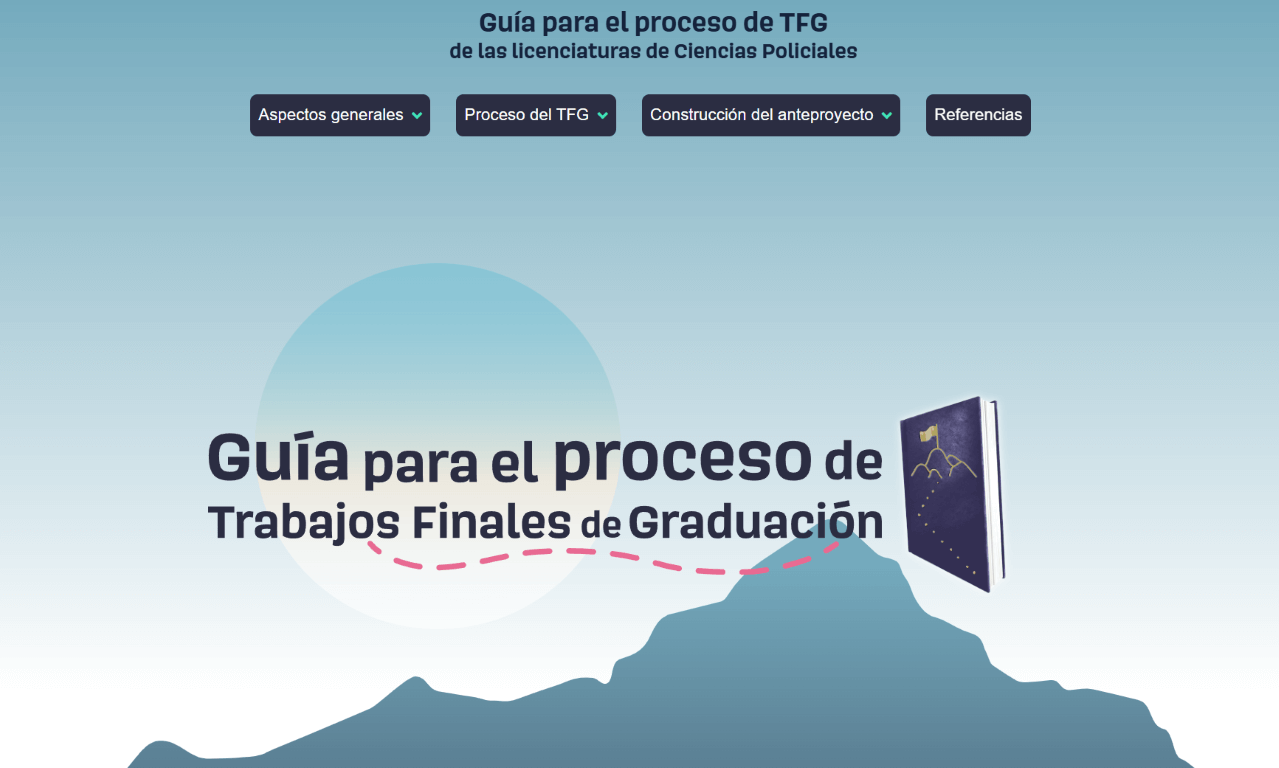 Guía para el proceso de TFG
de las licenciaturas de Ciencias Policiales
Aspectos generales
Proceso del TFG
Construcción del anteproyecto
Referencias
Guía para el proceso de
Trabajos Finales de Graduación